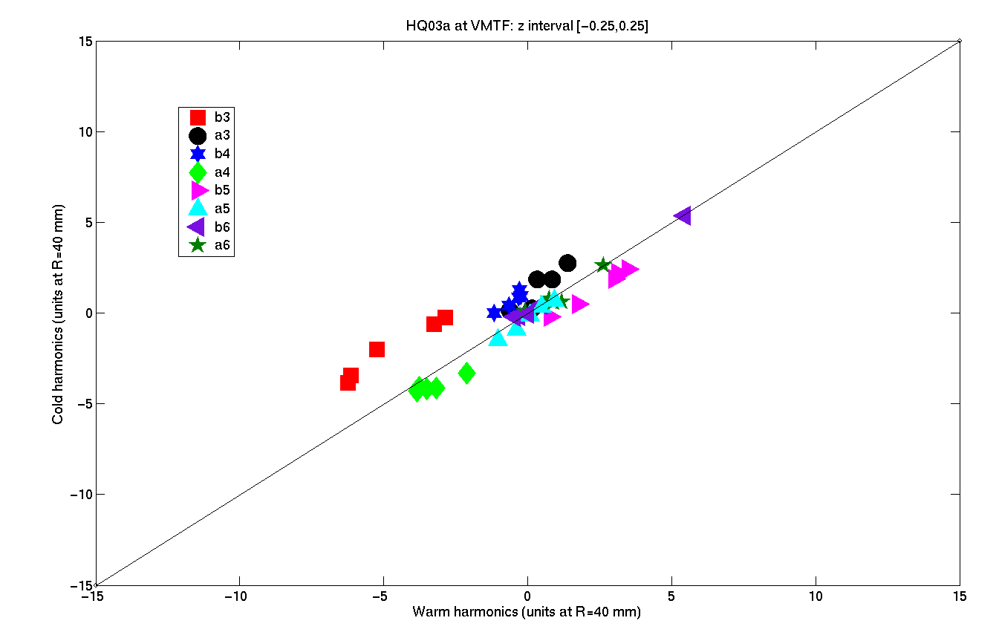 HQ03a at VMTF: z interval [−0.25,0.25]
15
10
5
0
−5
−10
−15
Cold harmonics (units at R=40 mm)
b3
a3
b4
a4
b5
a5
b6
a6
−15 −10 −5 0 5 10 15
Warm harmonics (units at R=40 mm)